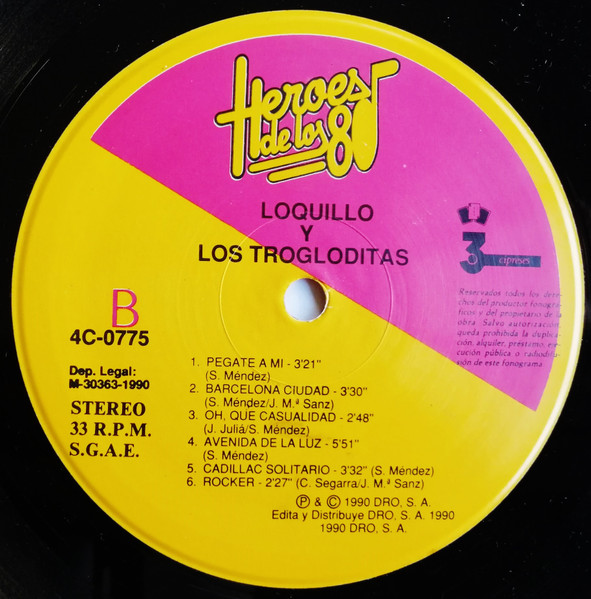 Heroes
de los 80
LOQUILLO
Y
LOS TROGLODITAS
3 cipreses
Reservados todos los dere-
chos del productor fonográ-
ficos y del propietario de la
obra. Salvo autorización,
queda prohibida la duplica-
ción, alquiler, préstamo, eje-
cución pública o radiodifu-
sión de este fonograma
B
4C-0775
Dep. Legal:
M-30363-1990
STEREO
33 R.P.M.
S.G.A.E.
1. PEGATE A MI - 3'21"
(S. Méndez)
2. BARCELONA CIUDAD - 3'30"
(S. Méndez/J. M.ª Sanz)
3. OH, QUE CASUALIDAD - 2'48"
(J. Juliá/S. Méndez)
4. AVENIDA DE LA LUZ - 5'51"
(S. Méndez)
5. CADILLAC SOLITARIO - 3'32" (S. Méndez)
6. ROCKER - 2'27" (C. Segarra/J. M.ª Sanz)
Ⓟ & © 1990 DRO, S. A.
Edita y Distribuye DRO, S. A. 1990
1990 DRO, S. A.